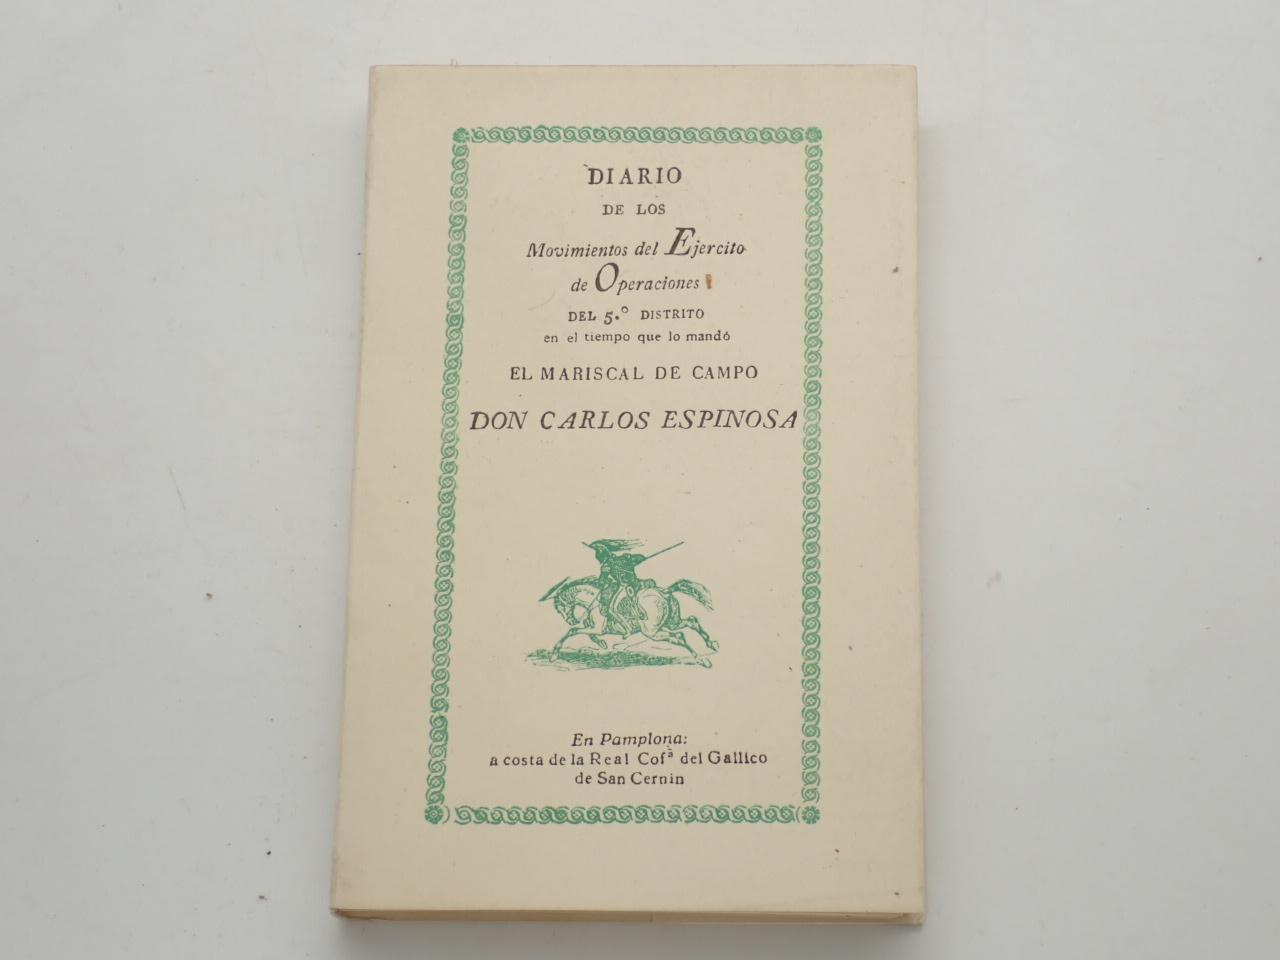 DIARIO
DE LOS
Movimientos del Ejercito
de Operaciones
DEL 5.º DISTRITO
en el tiempo que lo mandó
EL MARISCAL DE CAMPO
DON CARLOS ESPINOSA
En Pamplona:
a costa de la Real Cofª del Gallico
de San Cernin